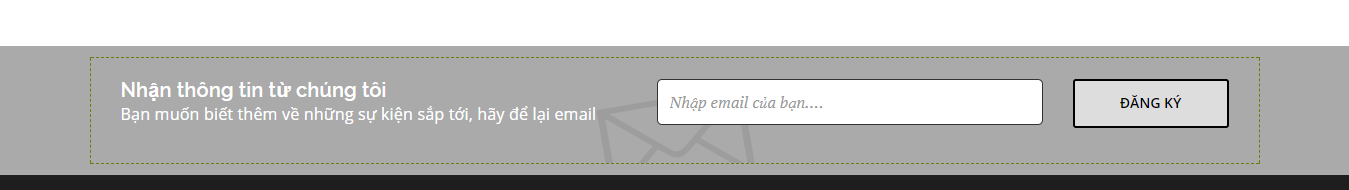 Nhận thông tin từ chúng tôi
Bạn muốn biết thêm về những sự kiện sắp tới, hãy để lại email
Nhập email của bạn....
ĐĂNG KÝ